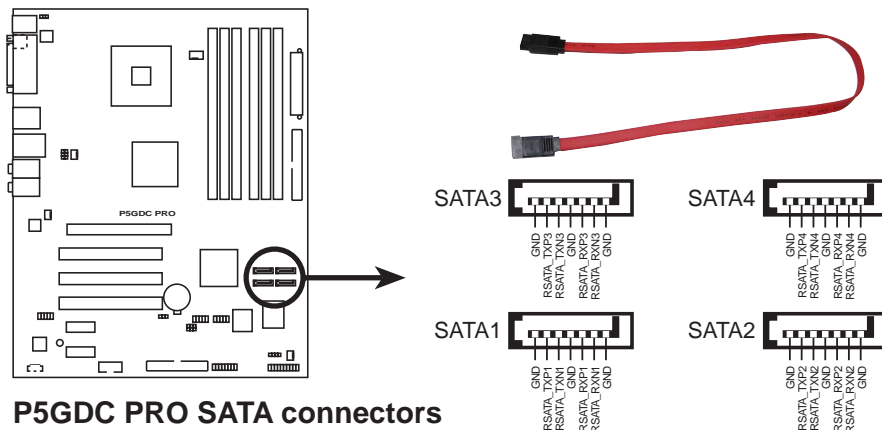 P5GDC PRO
SATA3
GND
RSATA_TXP3
RSATA_TXN3
GND
RSATA_RXP3
RSATA_RXN3
GND
SATA4
GND
RSATA_TXP4
RSATA_TXN4
GND
RSATA_RXP4
RSATA_RXN4
GND
SATA1
GND
RSATA_TXP1
RSATA_TXN1
GND
RSATA_RXP1
RSATA_RXN1
GND
SATA2
GND
RSATA_TXP2
RSATA_TXN2
GND
RSATA_RXP2
RSATA_RXN2
GND
P5GDC PRO SATA connectors